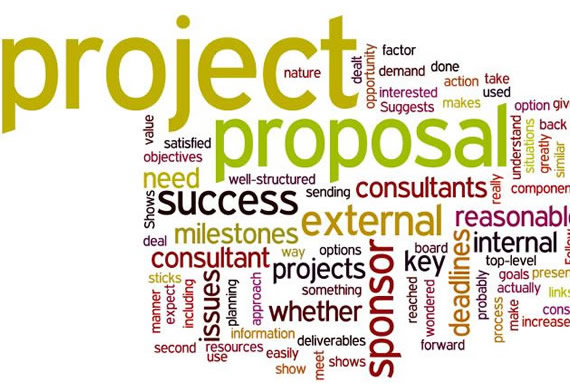 project
nature
dealt
opportunity
factor
demand
done
interested
Suggests
action
makes
take
used
option
giv
proposal
understand
situations
greatly
back
similar
value
satisfied
objectives
need
well-structured
sending
consultants
really
component
Shows
success
external
reasonable
deal
milestones
way
options
board
key
deadlines
internal
consultant
projects
sponsor
top-level
sticks
something
goals
presen
manner
expect
including
issues
planning
approach
whether
reached
wondered
probably
actually
links
process
make
cons
increase
information
deliverables
forward
second
resources
use
easily
show
meet
shows